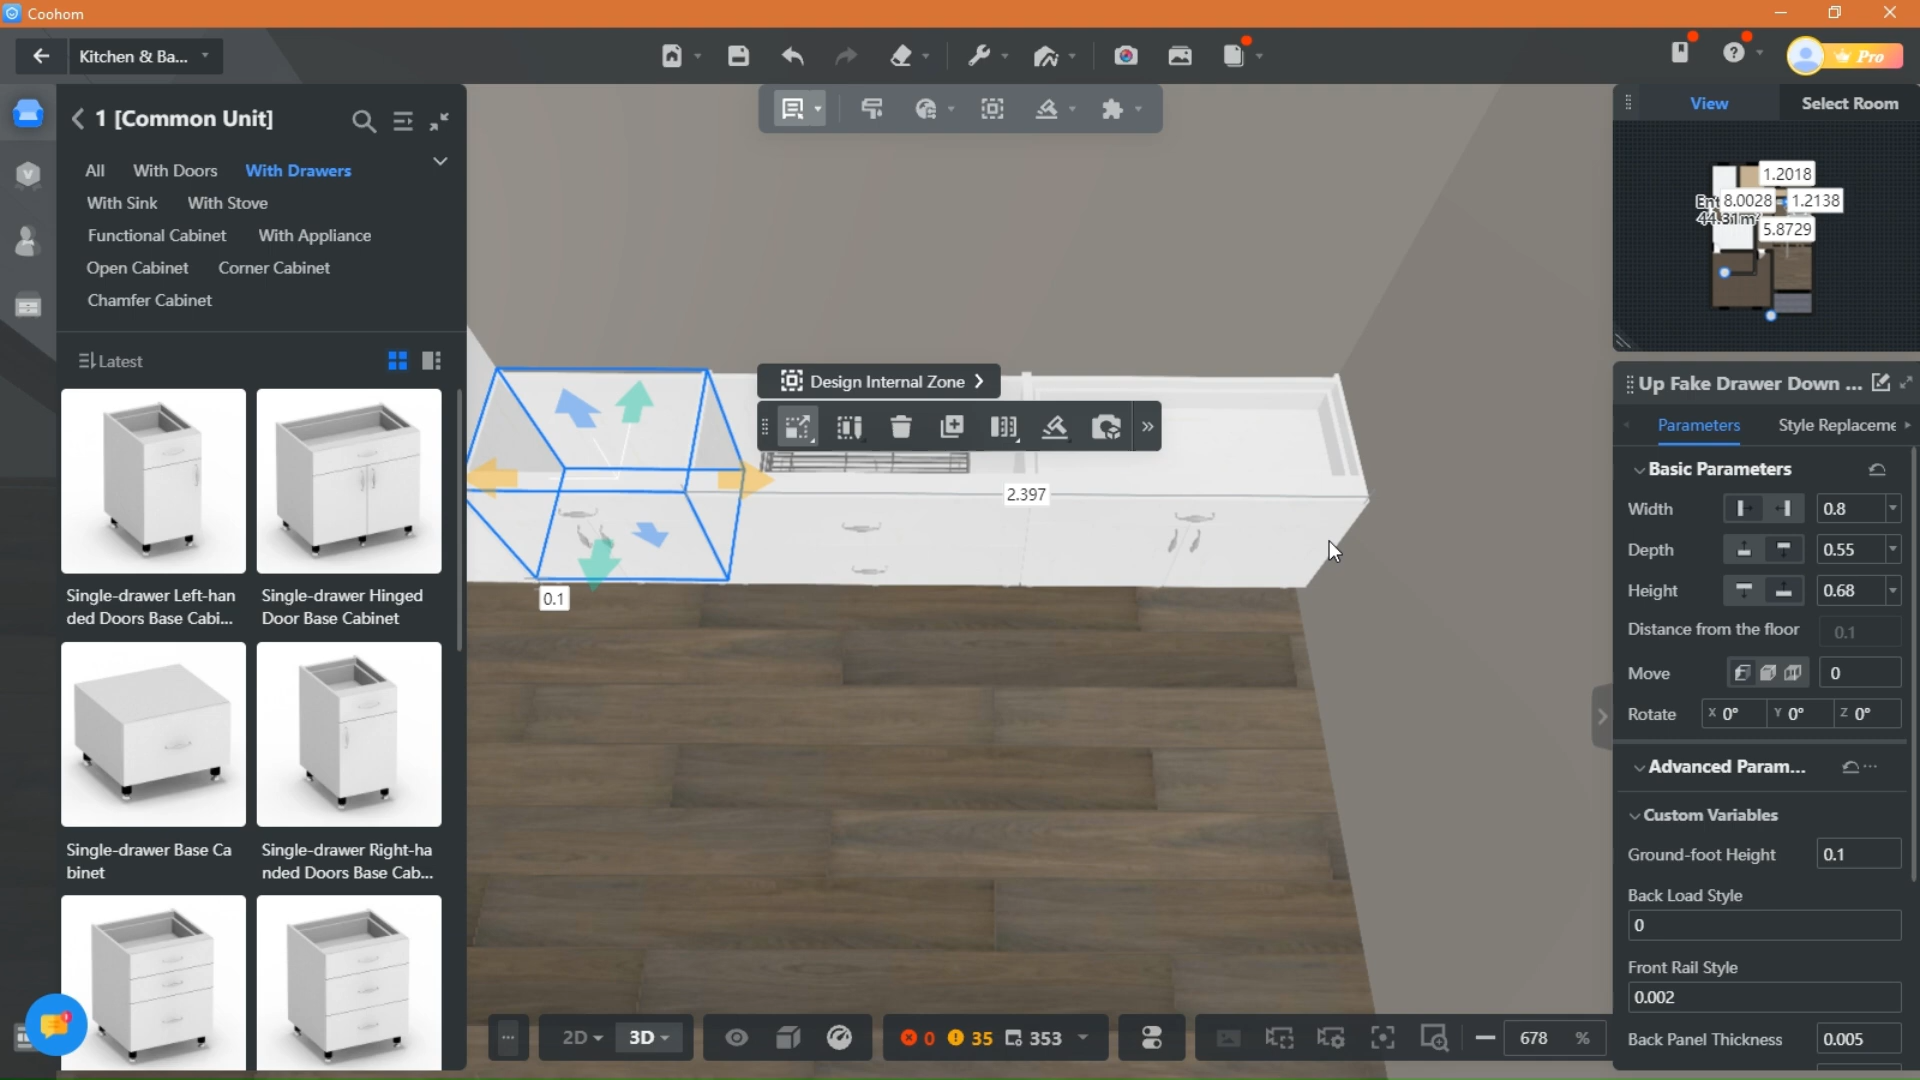 Coohom
Kitchen & Ba...
Pro
1 [Common Unit]
All With Doors With Drawers
With Sink With Stove
Functional Cabinet With Appliance
Open Cabinet Corner Cabinet
Chamfer Cabinet
Latest
Single-drawer Left-han
ded Doors Base Cabi...
Single-drawer Hinged
Door Base Cabinet
Single-drawer Base Ca
binet
Single-drawer Right-ha
nded Doors Base Cab...
Design Internal Zone
2.397
0.1
View Select Room
1.2018
Ent 8.0028 1.2138
44.31m²
5.8729
Up Fake Drawer Down ...
Parameters Style Replaceme
Basic Parameters
Width 0.8
Depth 0.55
Height 0.68
Distance from the floor 0.1
Move 0
Rotate X 0° Y 0° Z 0°
Advanced Param...
Custom Variables
Ground-foot Height 0.1
Back Load Style
0
Front Rail Style
0.002
Back Panel Thickness 0.005
2D 3D 0 35 353 678 %